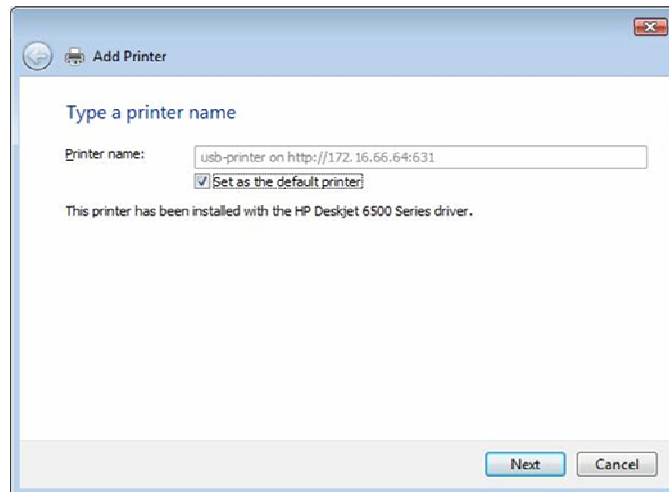 Add Printer
Type a printer name
Printer name:
usb-printer on http://172.16.66.64:631
Set as the default printer
This printer has been installed with the HP Deskjet 6500 Series driver.
Next
Cancel